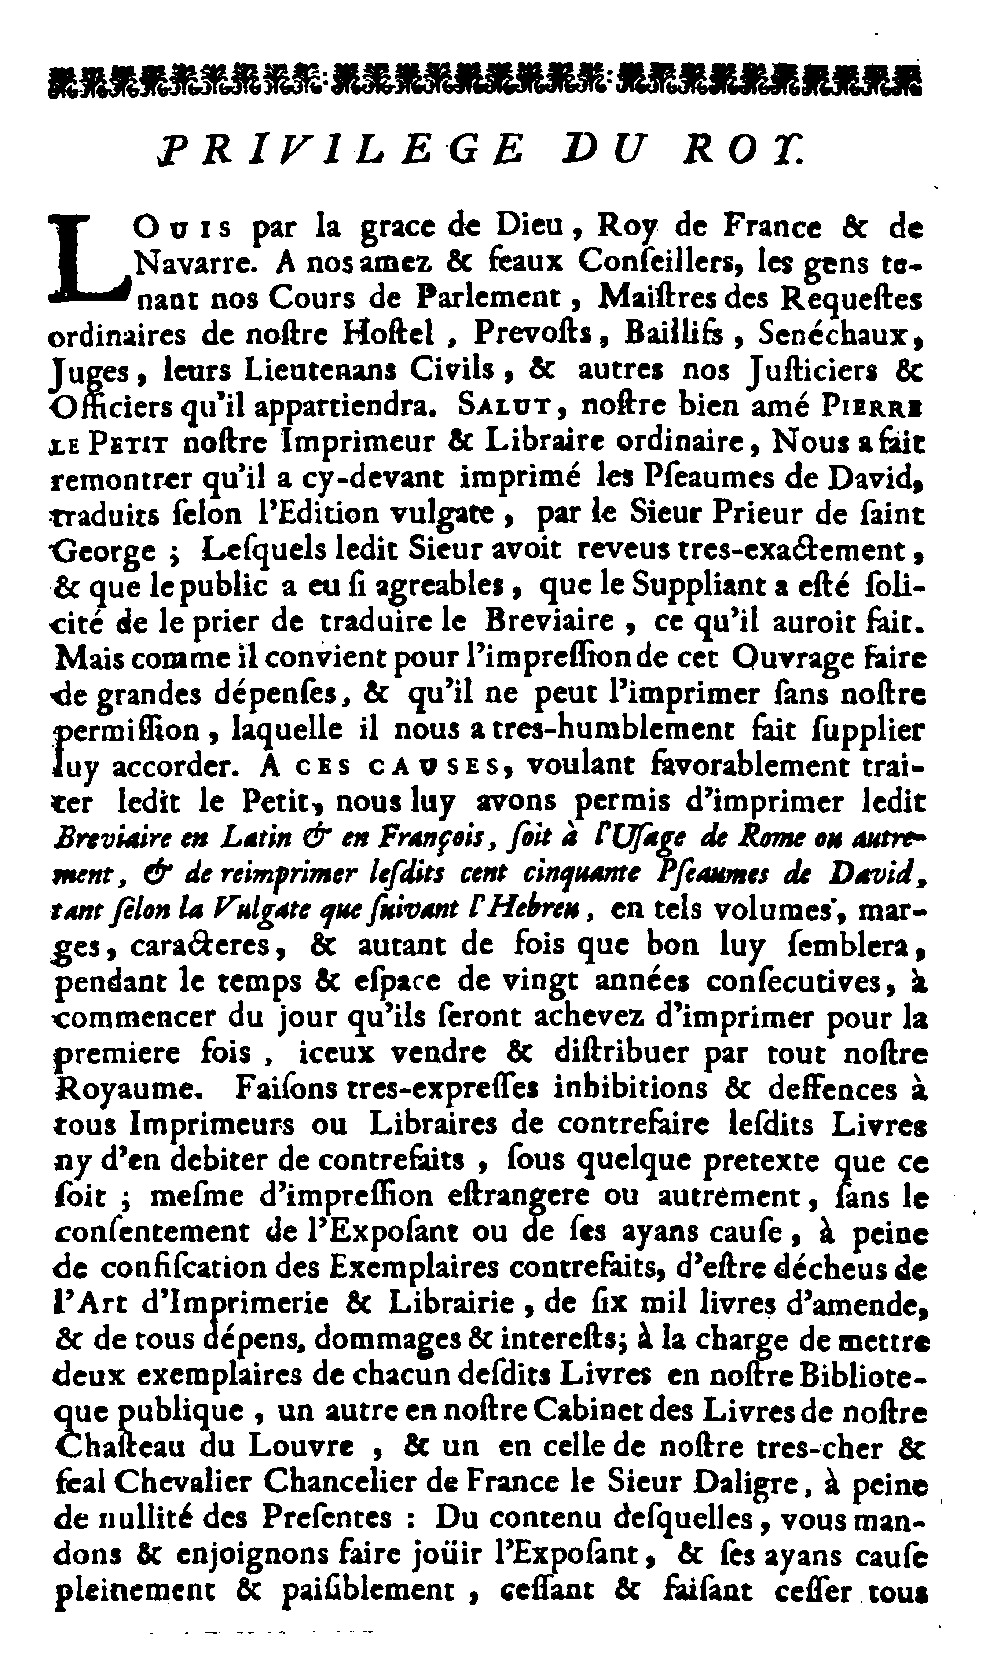 PRIVILEGE DU ROY.
LOUIS par la grace de Dieu, Roy de France & de
Navarre. A nos amez & feaux Conſeillers, les gens te-
nant nos Cours de Parlement, Maiſtres des Requeſtes
ordinaires de noſtre Hoſtel, Prevoſts, Baillifs, Senéchaux,
Juges, leurs Lieutenans Civils, & autres nos Juſticiers &
Officiers qu'il appartiendra. SALUT, noſtre bien amé PIERRE
LE PETIT noſtre Imprimeur & Libraire ordinaire, Nous a fait
remontrer qu'il a cy-devant imprimé les Pſeaumes de David,
traduits ſelon l'Edition vulgate, par le Sieur Prieur de ſaint
George ; Leſquels ledit Sieur avoit reveus tres-exactement,
& que le public a eu ſi agreables, que le Suppliant a eſté ſoli-
cité de le prier de traduire le Breviaire, ce qu'il auroit fait.
Mais comme il convient pour l'impreſſion de cet Ouvrage faire
de grandes dépenſes, & qu'il ne peut l'imprimer ſans noſtre
permiſſion, laquelle il nous a tres-humblement fait ſupplier
luy accorder. A CES CAUSES, voulant favorablement trai-
ter ledit le Petit, nous luy avons permis d'imprimer ledit
Breviaire en Latin & en François, ſoit à l'Uſage de Rome ou autre-
ment, & de reimprimer leſdits cent cinquante Pſeaumes de David,
tant ſelon la Vulgate que ſuivant l'Hebreu, en tels volumes, mar-
ges, caracteres, & autant de fois que bon luy ſemblera,
pendant le temps & eſpace de vingt années conſecutives, à
commencer du jour qu'ils ſeront achevez d'imprimer pour la
premiere fois, iceux vendre & diſtribuer par tout noſtre
Royaume. Faiſons tres-expreſſes inhibitions & deffences à
tous Imprimeurs ou Libraires de contrefaire leſdits Livres
ny d'en debiter de contrefaits, ſous quelque pretexte que ce
ſoit ; meſme d'impreſſion eſtrangere ou autrement, ſans le
conſentement de l'Expoſant ou de ſes ayans cauſe, à peine
de confiſcation des Exemplaires contrefaits, d'eſtre décheus de
l'Art d'Imprimerie & Librairie, de ſix mil livres d'amende,
& de tous dépens, dommages & intereſts; à la charge de mettre
deux exemplaires de chacun deſdits Livres en noſtre Bibliote-
que publique, un autre en noſtre Cabinet des Livres de noſtre
Chaſteau du Louvre, & un en celle de noſtre tres-cher &
feal Chevalier Chancelier de France le Sieur Daligre, à peine
de nullité des Preſentes : Du contenu deſquelles, vous man-
dons & enjoignons faire joüir l'Expoſant, & ſes ayans cauſe
pleinement & paiſiblement, ceſſant & faiſant ceſſer tous